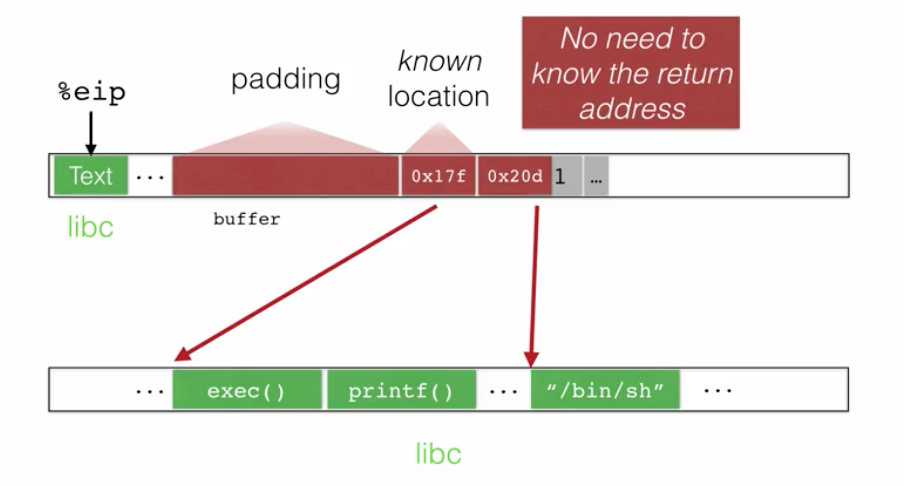 No need to
know the return
address
known
location
padding
%eip
Text ... 0x17f 0x20d 1 ...
libc
buffer
... exec() printf() ... “/bin/sh” ...
libc